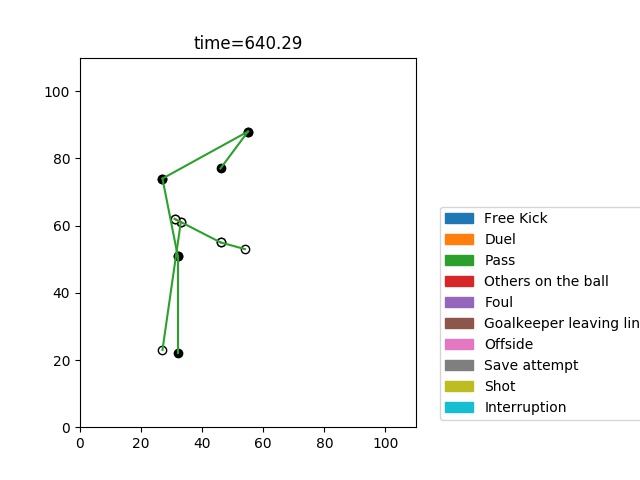 time=640.29
100
80
60
40
20
0
0 20 40 60 80 100
Free Kick
Duel
Pass
Others on the ball
Foul
Goalkeeper leaving lin
Offside
Save attempt
Shot
Interruption